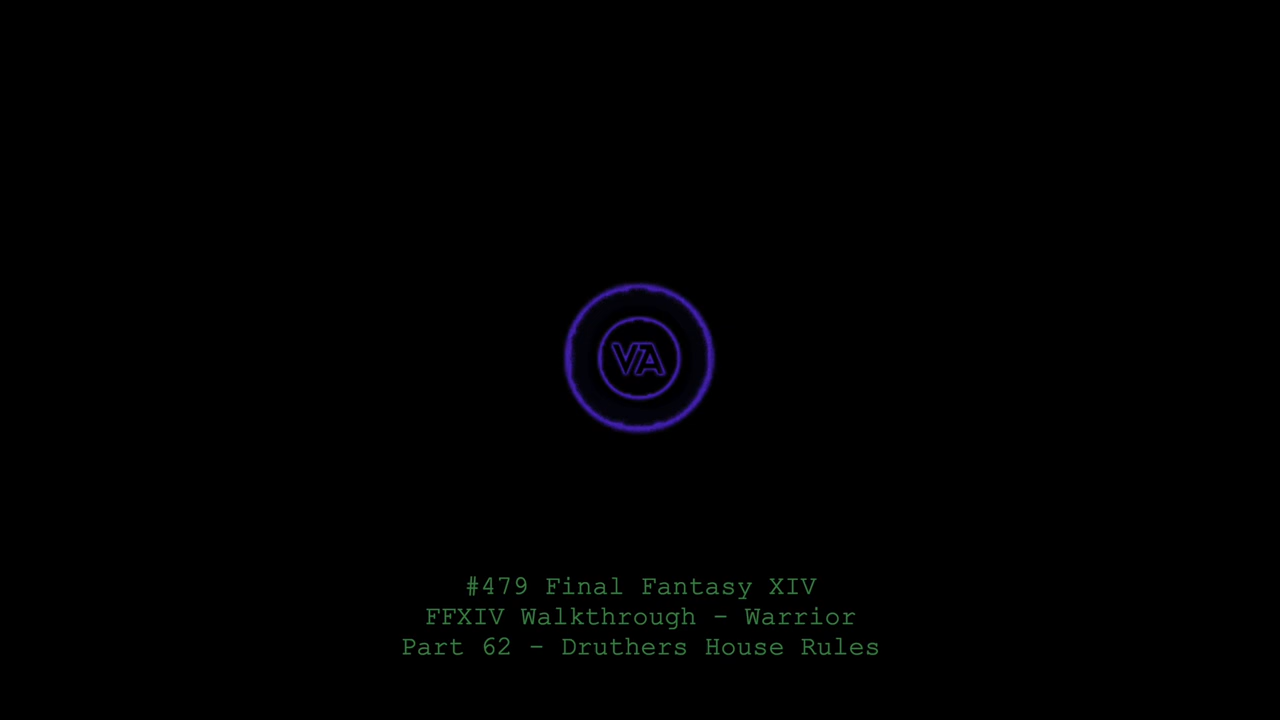 VA
#479 Final Fantasy XIV
FFXIV Walkthrough - Warrior
Part 62 - Druthers House Rules